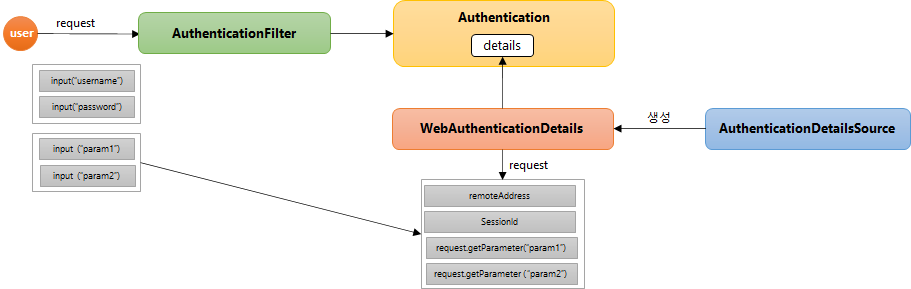 user
request
AuthenticationFilter
Authentication
details
input("username")
input("password")
WebAuthenticationDetails
생성
AuthenticationDetailsSource
input ("param1")
input ("param2")
request
remoteAddress
SessionId
request.getParameter("param1")
request.getParameter ("param2")